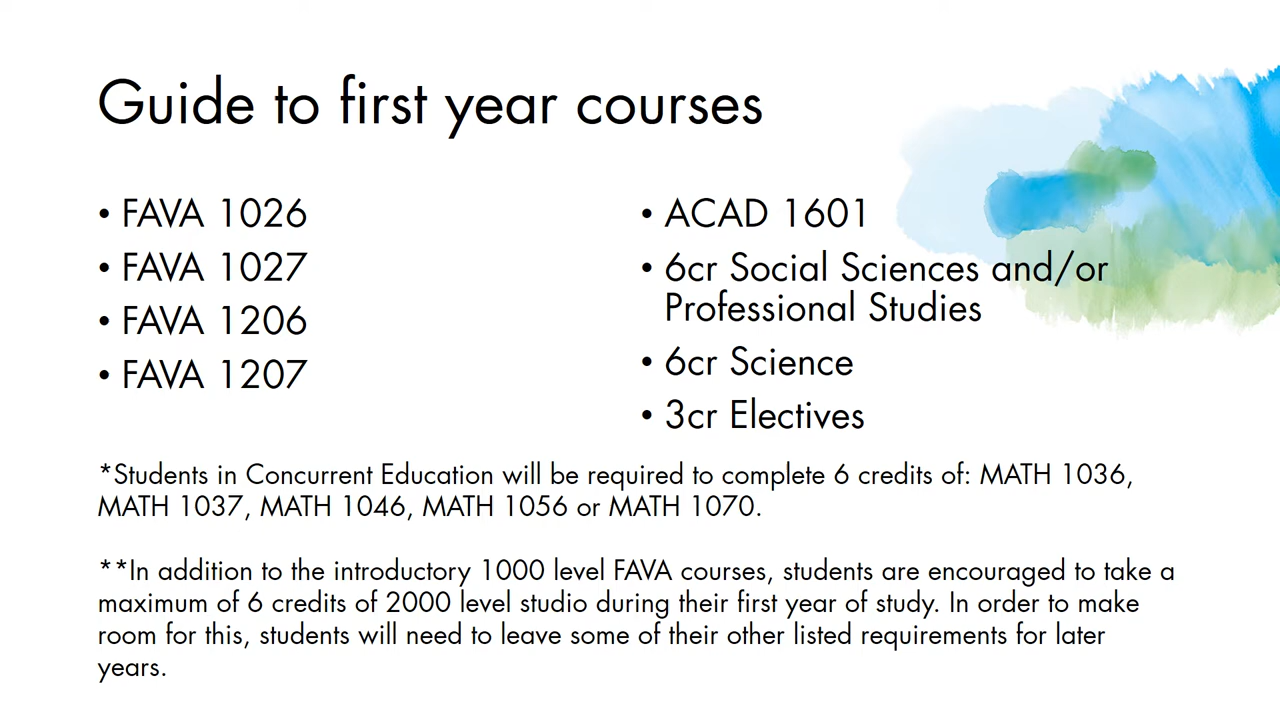 Guide to first year courses
• FAVA 1026
• FAVA 1027
• FAVA 1206
• FAVA 1207
• ACAD 1601
• 6cr Social Sciences and/or
Professional Studies
• 6cr Science
• 3cr Electives
*Students in Concurrent Education will be required to complete 6 credits of: MATH 1036,
MATH 1037, MATH 1046, MATH 1056 or MATH 1070.
**In addition to the introductory 1000 level FAVA courses, students are encouraged to take a
maximum of 6 credits of 2000 level studio during their first year of study. In order to make
room for this, students will need to leave some of their other listed requirements for later
years.